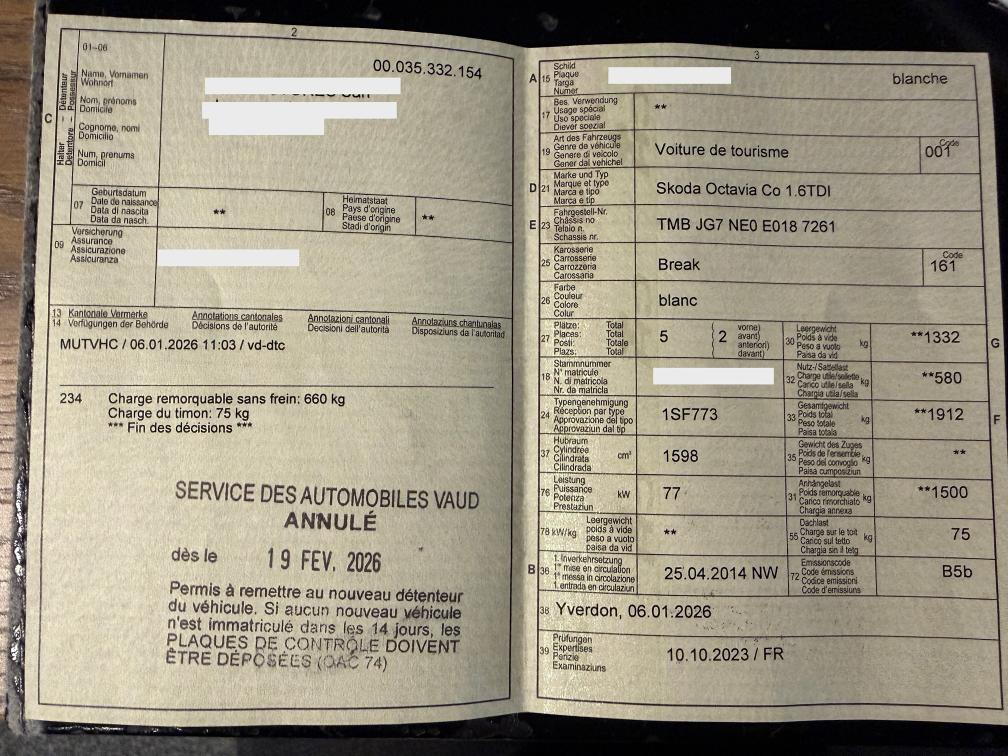 2
01–06
00.035.332.154
Halter Détenteur
Detentore Possessur
C
Name, Vornamen
Wohnort
Nom, prénoms
Domicile
Cognome, nomi
Domicilio
Num, prenums
Domicil
07
Geburtsdatum
Date de naissance
Data di nascita
Data da nasch.
**
08
Heimatstaat
Pays d'origine
Paese d'origine
Stadi d'origin
**
09
Versicherung
Assurance
Assicurazione
Assicuranza
13 Kantonale Vermerke Annotations cantonales Annotazioni cantonali Annotaziuns chantunalas
14 Verfügungen der Behörde Décisions de l'autorité Decisioni dell'autorità Disposiziuns da l'autoritad
MUTVHC / 06.01.2026 11:03 / vd-dtc
234 Charge remorquable sans frein: 660 kg
Charge du timon: 75 kg
*** Fin des décisions ***
SERVICE DES AUTOMOBILES VAUD
ANNULÉ
dès le 19 FEV. 2026
Permis à remettre au nouveau détenteur
du véhicule. Si aucun nouveau véhicule
n'est immatriculé dans les 14 jours, les
PLAQUES DE CONTRÔLE DOIVENT
ÊTRE DÉPOSÉES (OAC 74)
3
A 15
Schild
Plaque
Targa
Numer
blanche
17
Bes. Verwendung
Usage spécial
Uso speciale
Diever spezial
**
19
Art des Fahrzeugs
Genre de véhicule
Genere di veicolo
Gener dal vehichel
Voiture de tourisme
Code
001
D 21
Marke und Typ
Marque et type
Marca e tipo
Marca e tip
Skoda Octavia Co 1.6TDI
E 23
Fahrgestell-Nr.
Châssis no
Telaio n.
Schassis nr.
TMB JG7 NE0 E018 7261
25
Karosserie
Carrosserie
Carrozzeria
Carossaria
Break
Code
161
26
Farbe
Couleur
Colore
Colur
blanc
27
Plätze: Total
Places: Total
Posti: Totale
Plazs: Total
5
2
vorne)
avant)
anteriori)
davant)
30
Leergewicht
Poids à vide
Peso a vuoto kg
Paisa da vid
**1332
G
18
Stammnummer
N° matricule
N. di matricola
Nr. da matricla
32
Nutz-/Sattellast
Charge utile/sellette
Carico utile/sella kg
Chargia utila/sella
**580
24
Typengenehmigung
Réception par type
Approvazione del tipo
Approvaziun dal tip
1SF773
33
Gesamtgewicht
Poids total
Peso totale kg
Paisa totala
**1912
F
37
Hubraum
Cylindrée
Cilindrata cm³
Cilindrada
1598
35
Gewicht des Zuges
Poids de l'ensemble
Peso del convoglio kg
Paisa cumposiziun
**
76
Leistung
Puissance
Potenza kW
Prestaziun
77
31
Anhängelast
Poids remorquable
Carico rimorchiato kg
Chargia annexa
**1500
78 kW/kg
Leergewicht
poids à vide
peso a vuoto
paisa da vid
**
55
Dachlast
Charge sur le toit
Carico sul tetto kg
Chargia sin il tetg
75
B 36
1. Inverkehrsetzung
1re mise en circulation
1a messa in circolazione
1. entrada en circulaziun
25.04.2014 NW
72
Emissionscode
Code émissions
Codice emissioni
Code d'emissiuns
B5b
38 Yverdon, 06.01.2026
39
Prüfungen
Expertises
Perizie
Examinaziuns
10.10.2023 / FR